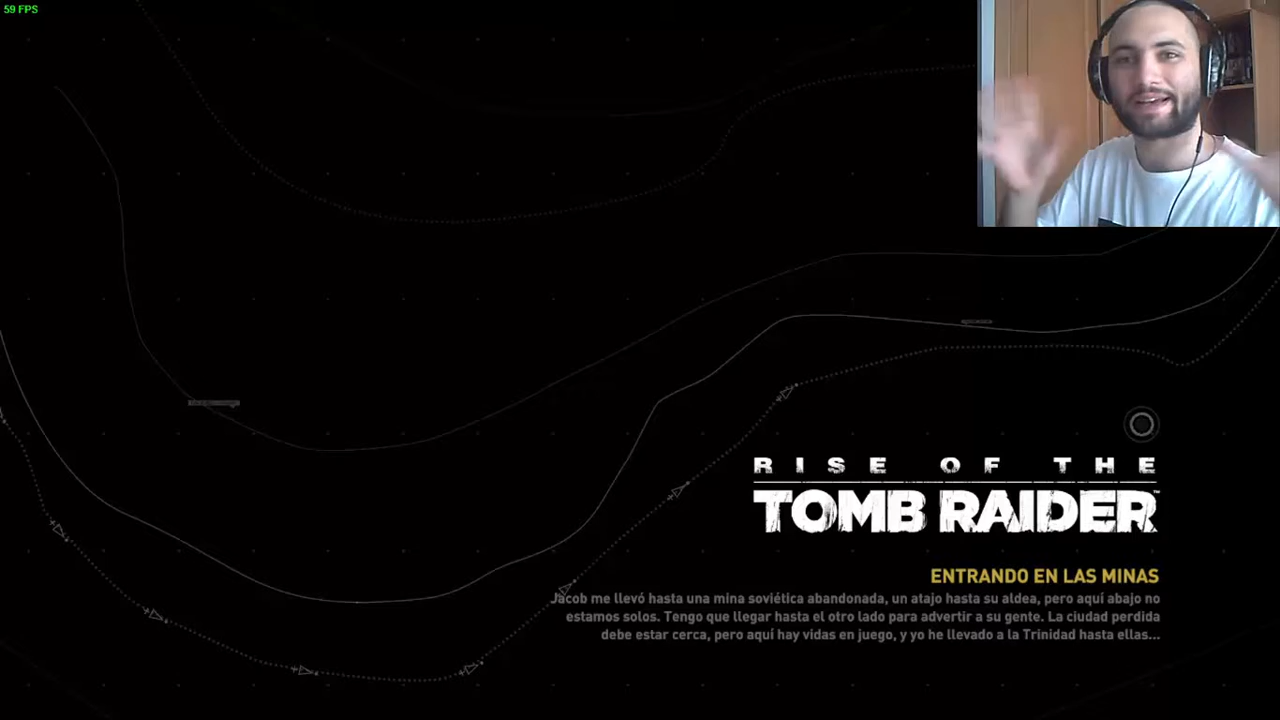 59 FPS
RISE OF THE
TOMB RAIDER™
ENTRANDO EN LAS MINAS
Jacob me llevó hasta una mina soviética abandonada, un atajo hasta su aldea, pero aquí abajo no
estamos solos. Tengo que llegar hasta el otro lado para advertir a su gente. La ciudad perdida
debe estar cerca, pero aquí hay vidas en juego, y yo he llevado a la Trinidad hasta ellas...